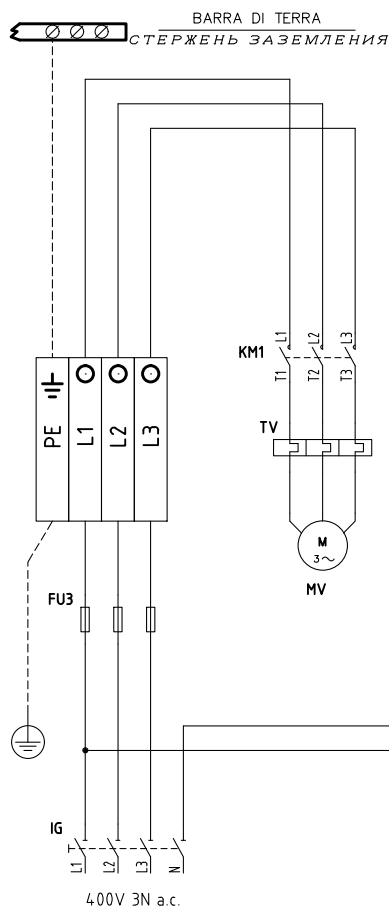 BARRA DI TERRA
СТЕРЖЕНЬ ЗАЗЕМЛЕНИЯ
KM1
L1 L2 L3
T1 T2 T3
TV
PE L1 L2 L3
M
3~
MV
FU3
IG
L1 L2 L3 N
400V 3N a.c.